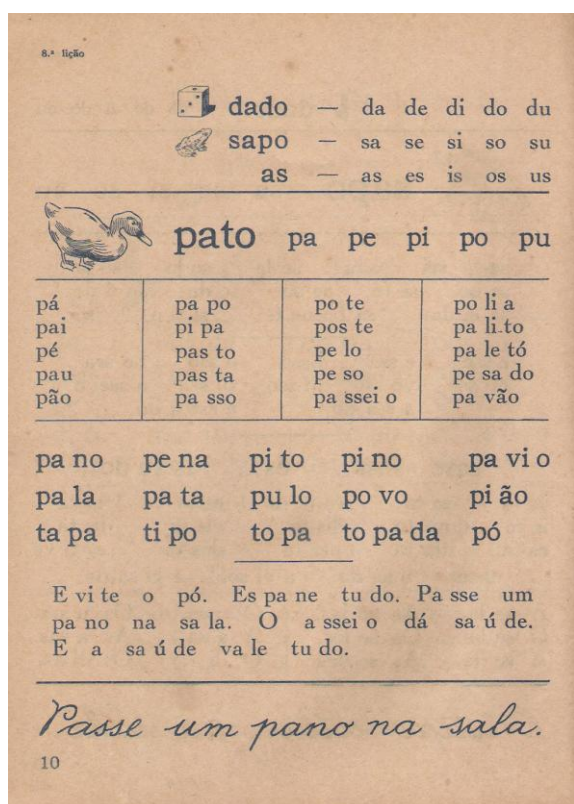 8.ª lição
dado — da de di do du
sapo — sa se si so su
as — as es is os us
pato pa pe pi po pu
pá pa po po te po li a
pai pi pa pos te pa li to
pé pas to pe lo pa le tó
pau pas ta pe so pe sa do
pão pa sso pa ssei o pa vão
pa no pe na pi to pi no pa vi o
pa la pa ta pu lo po vo pi ão
ta pa ti po to pa to pa da pó
E vi te o pó. Es pa ne tu do. Pa sse um
pa no na sa la. O a ssei o dá sa ú de.
E a sa ú de va le tu do.
Passe um pano na sala.
10